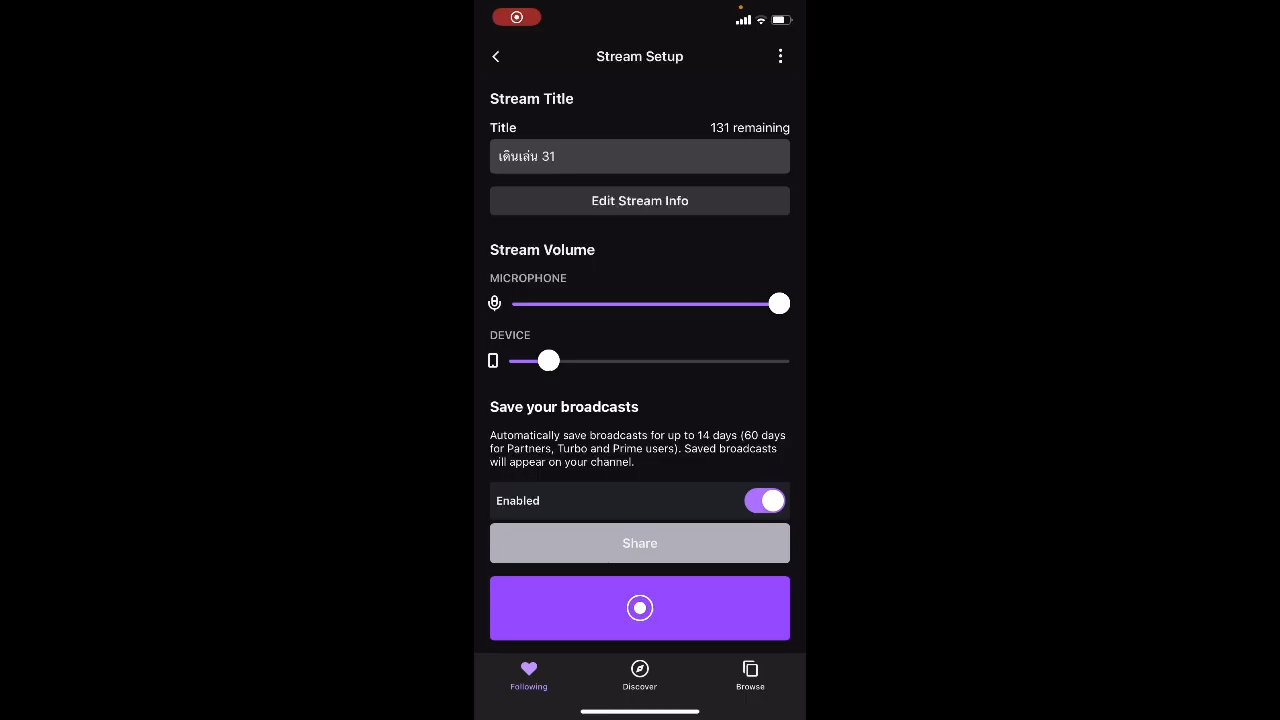 Stream Setup
Stream Title
Title
131 remaining
เดินเล่น 31
Edit Stream Info
Stream Volume
MICROPHONE
DEVICE
Save your broadcasts
Automatically save broadcasts for up to 14 days (60 days
for Partners, Turbo and Prime users). Saved broadcasts
will appear on your channel.
Enabled
Share
Following
Discover
Browse